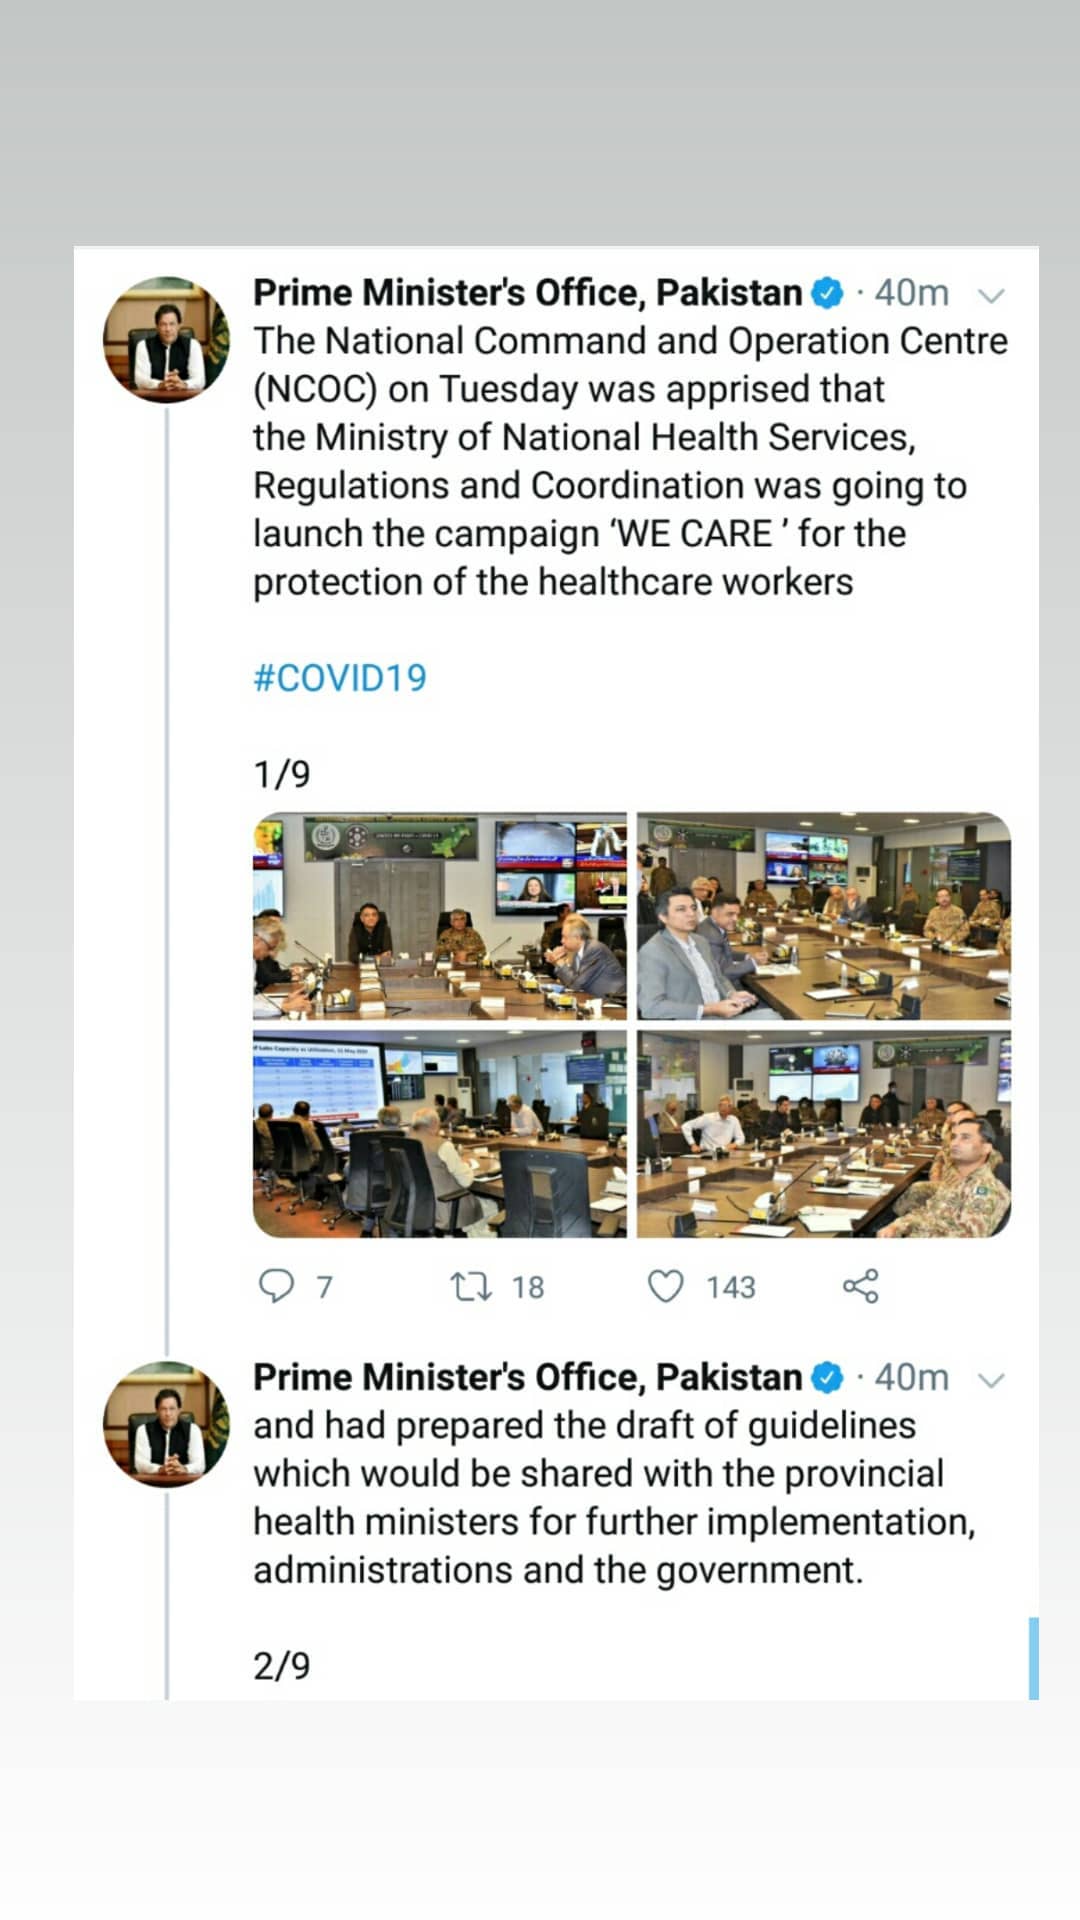 Prime Minister's Office, Pakistan · 40m
The National Command and Operation Centre
(NCOC) on Tuesday was apprised that
the Ministry of National Health Services,
Regulations and Coordination was going to
launch the campaign ‘WE CARE ’ for the
protection of the healthcare workers
#COVID19
1/9
7 18 143
Prime Minister's Office, Pakistan · 40m
and had prepared the draft of guidelines
which would be shared with the provincial
health ministers for further implementation,
administrations and the government.
2/9